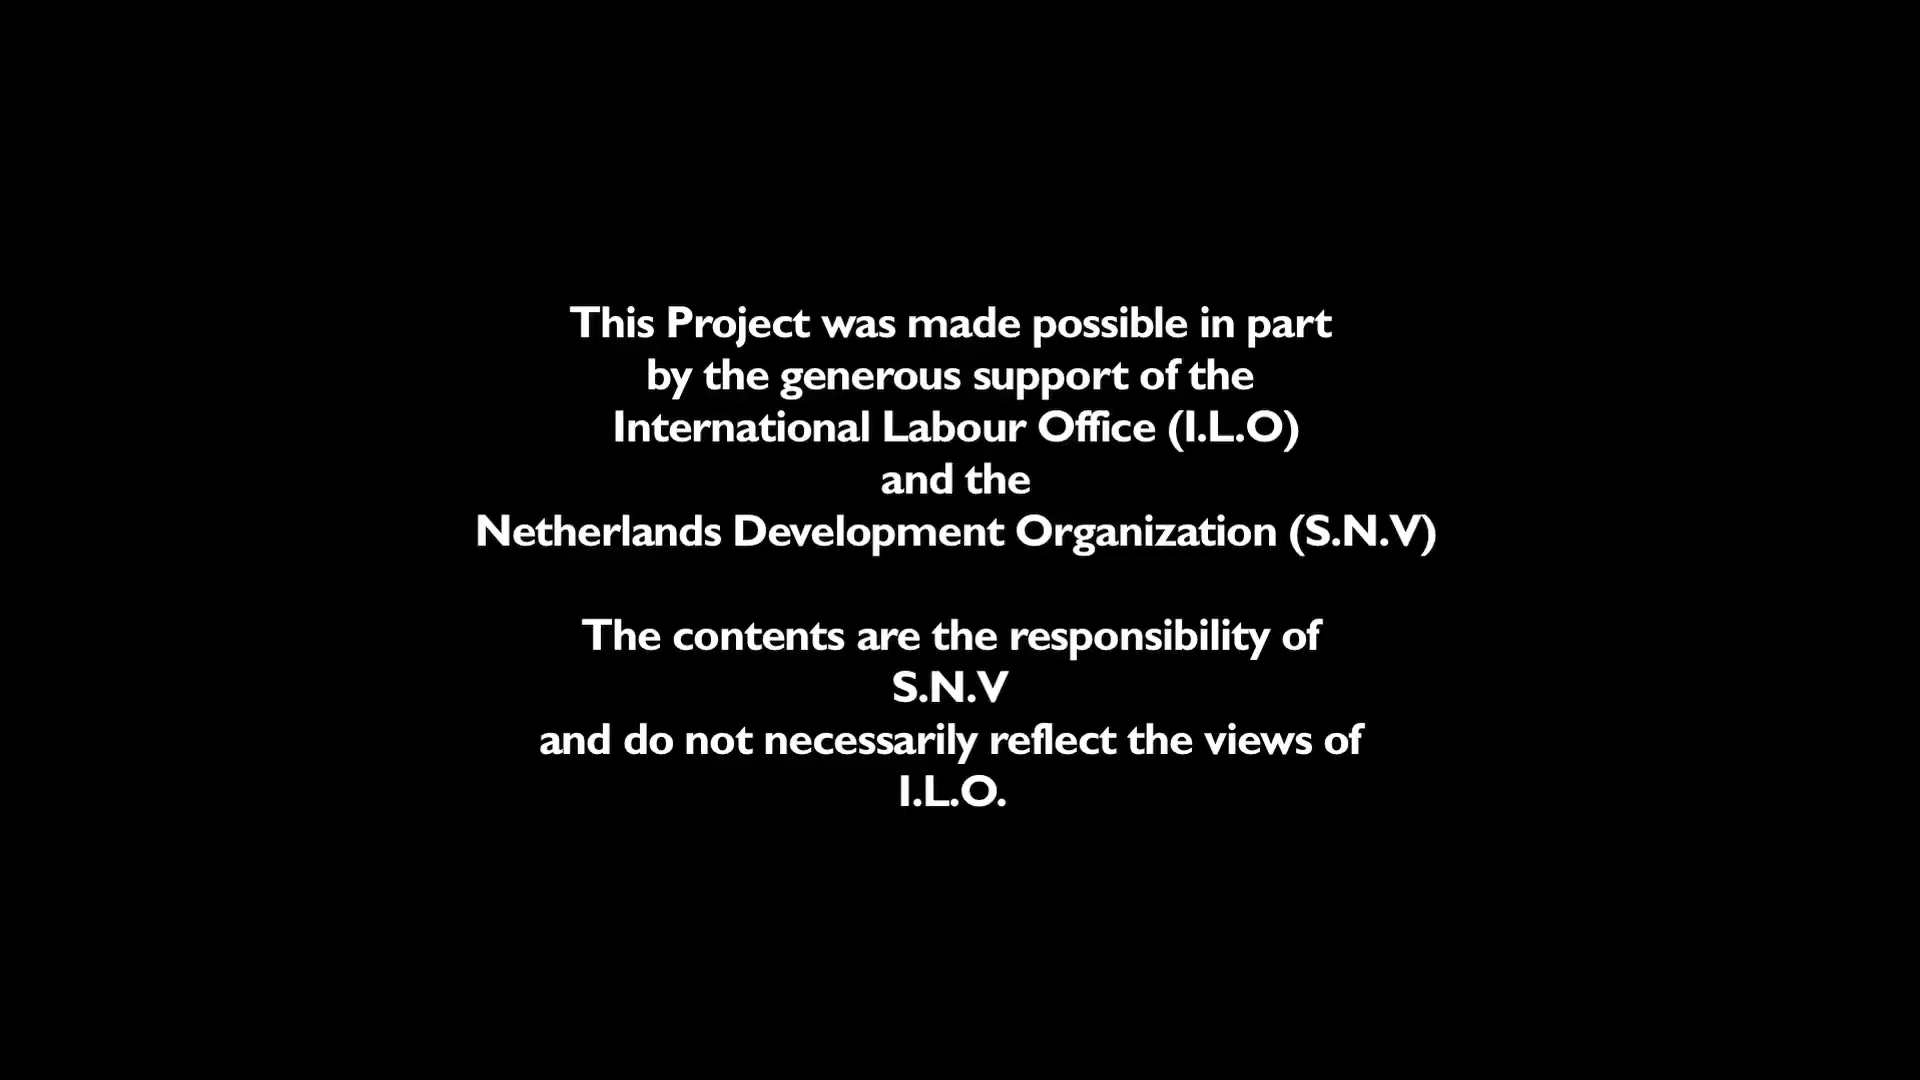 This Project was made possible in part
by the generous support of the
International Labour Office (I.L.O)
and the
Netherlands Development Organization (S.N.V)
The contents are the responsibility of
S.N.V
and do not necessarily reflect the views of
I.L.O.